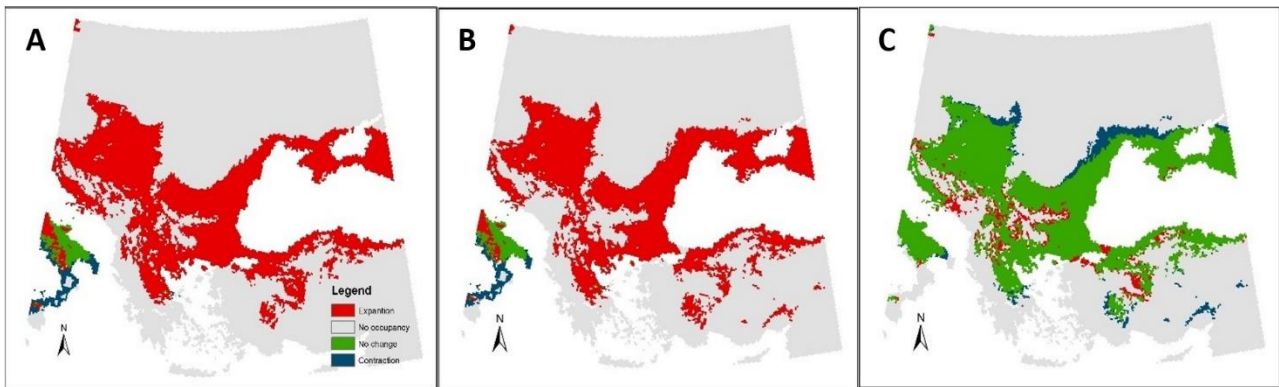 A
B
C
Legend
Expantion
No occupancy
No change
Contraction
N
N
N